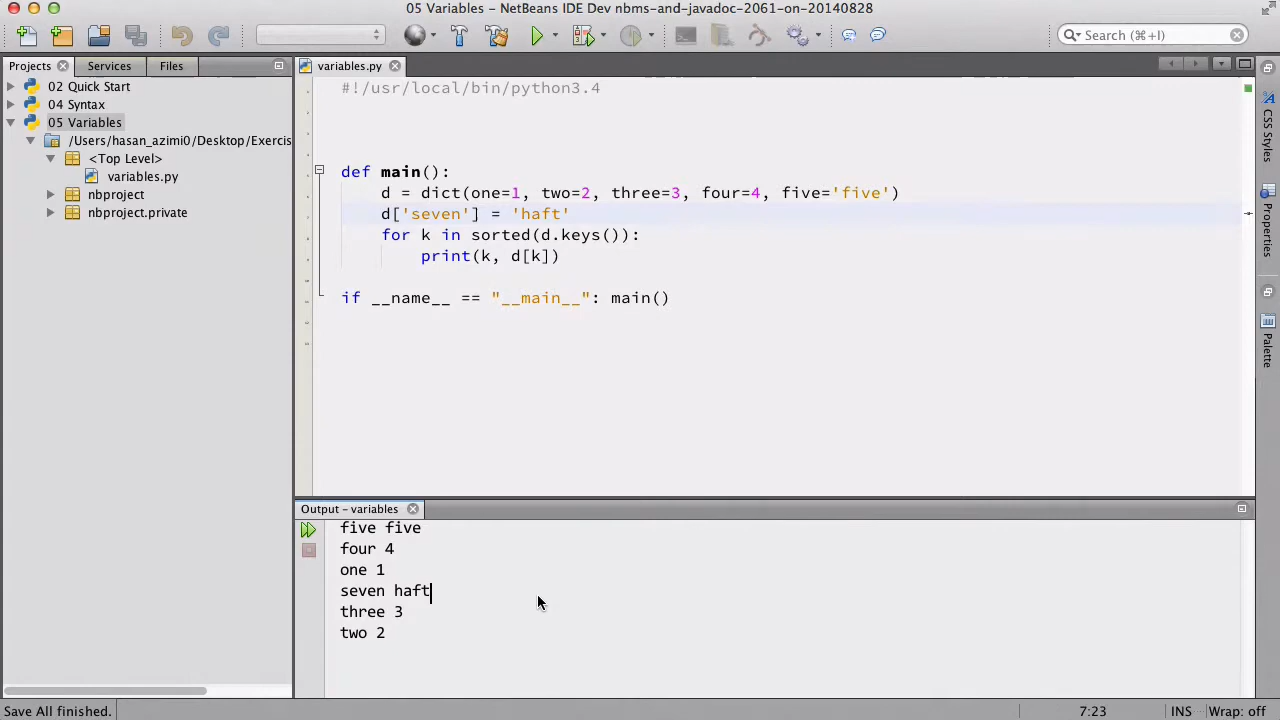 05 Variables – NetBeans IDE Dev nbms-and-javadoc-2061-on-20140828
Search (⌘+I)
Projects
Services
Files
02 Quick Start
04 Syntax
05 Variables
/Users/hasan_azimi0/Desktop/Exercis
<Top Level>
variables.py
nbproject
nbproject.private
variables.py
#!/usr/local/bin/python3.4
def main():
    d = dict(one=1, two=2, three=3, four=4, five='five')
    d['seven'] = 'haft'
    for k in sorted(d.keys()):
        print(k, d[k])
if __name__ == "__main__": main()
CSS Styles
Properties
Palette
Output – variables
five five
four 4
one 1
seven haft
three 3
two 2
Save All finished.
7:23
INS
Wrap: off